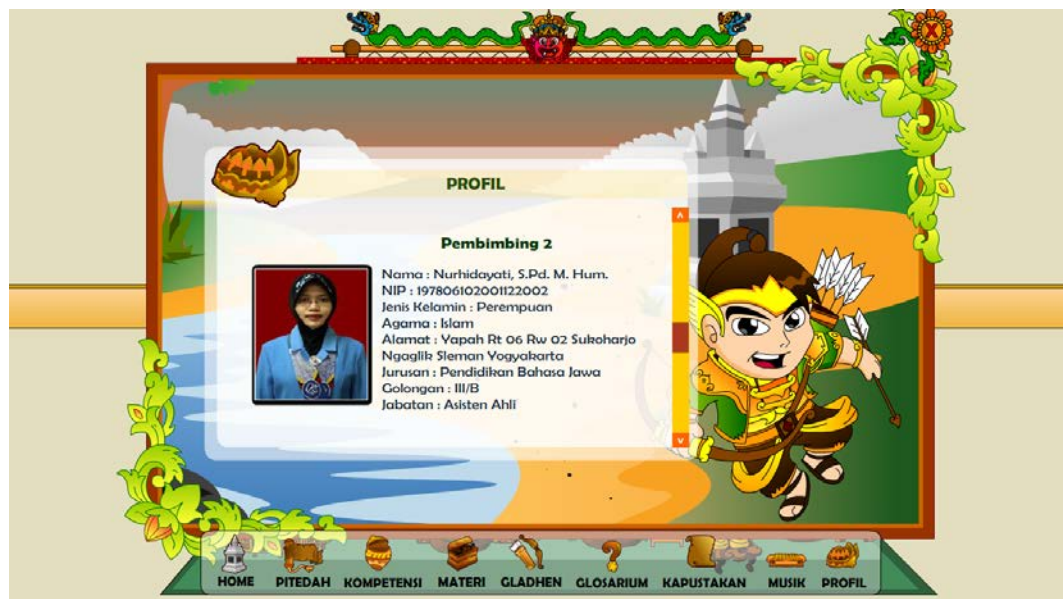 X
PROFIL
Pembimbing 2
Nama : Nurhidayati, S.Pd. M. Hum.
NIP : 197806102001122002
Jenis Kelamin : Perempuan
Agama : Islam
Alamat : Yapah Rt 06 Rw 02 Sukoharjo
Ngaglik Sleman Yogyakarta
Jurusan : Pendidikan Bahasa Jawa
Golongan : III/B
Jabatan : Asisten Ahli
HOME PITEDAH KOMPETENSI MATERI GLADHEN GLOSARIUM KAPUSTAKAN MUSIK PROFIL